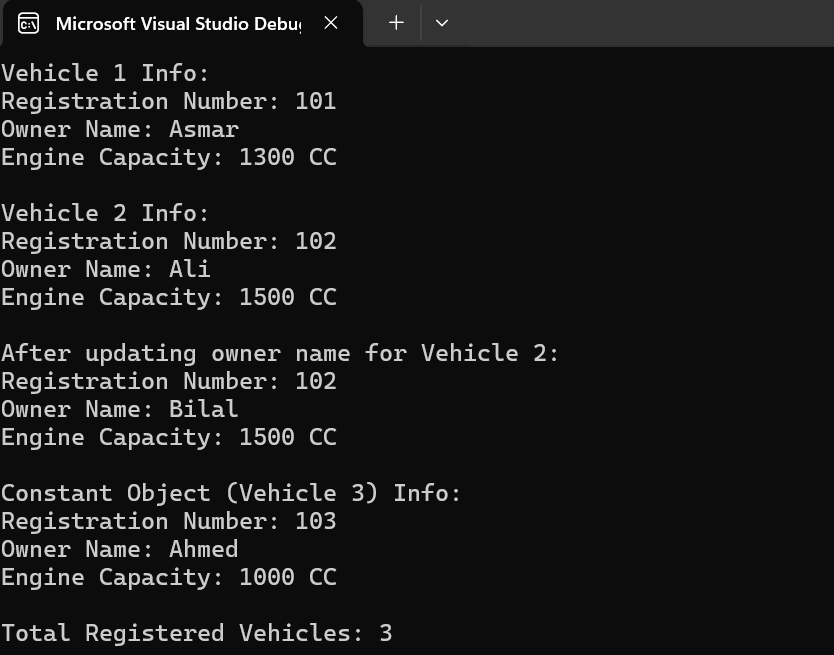 Microsoft Visual Studio Debu
Vehicle 1 Info:
Registration Number: 101
Owner Name: Asmar
Engine Capacity: 1300 CC
Vehicle 2 Info:
Registration Number: 102
Owner Name: Ali
Engine Capacity: 1500 CC
After updating owner name for Vehicle 2:
Registration Number: 102
Owner Name: Bilal
Engine Capacity: 1500 CC
Constant Object (Vehicle 3) Info:
Registration Number: 103
Owner Name: Ahmed
Engine Capacity: 1000 CC
Total Registered Vehicles: 3